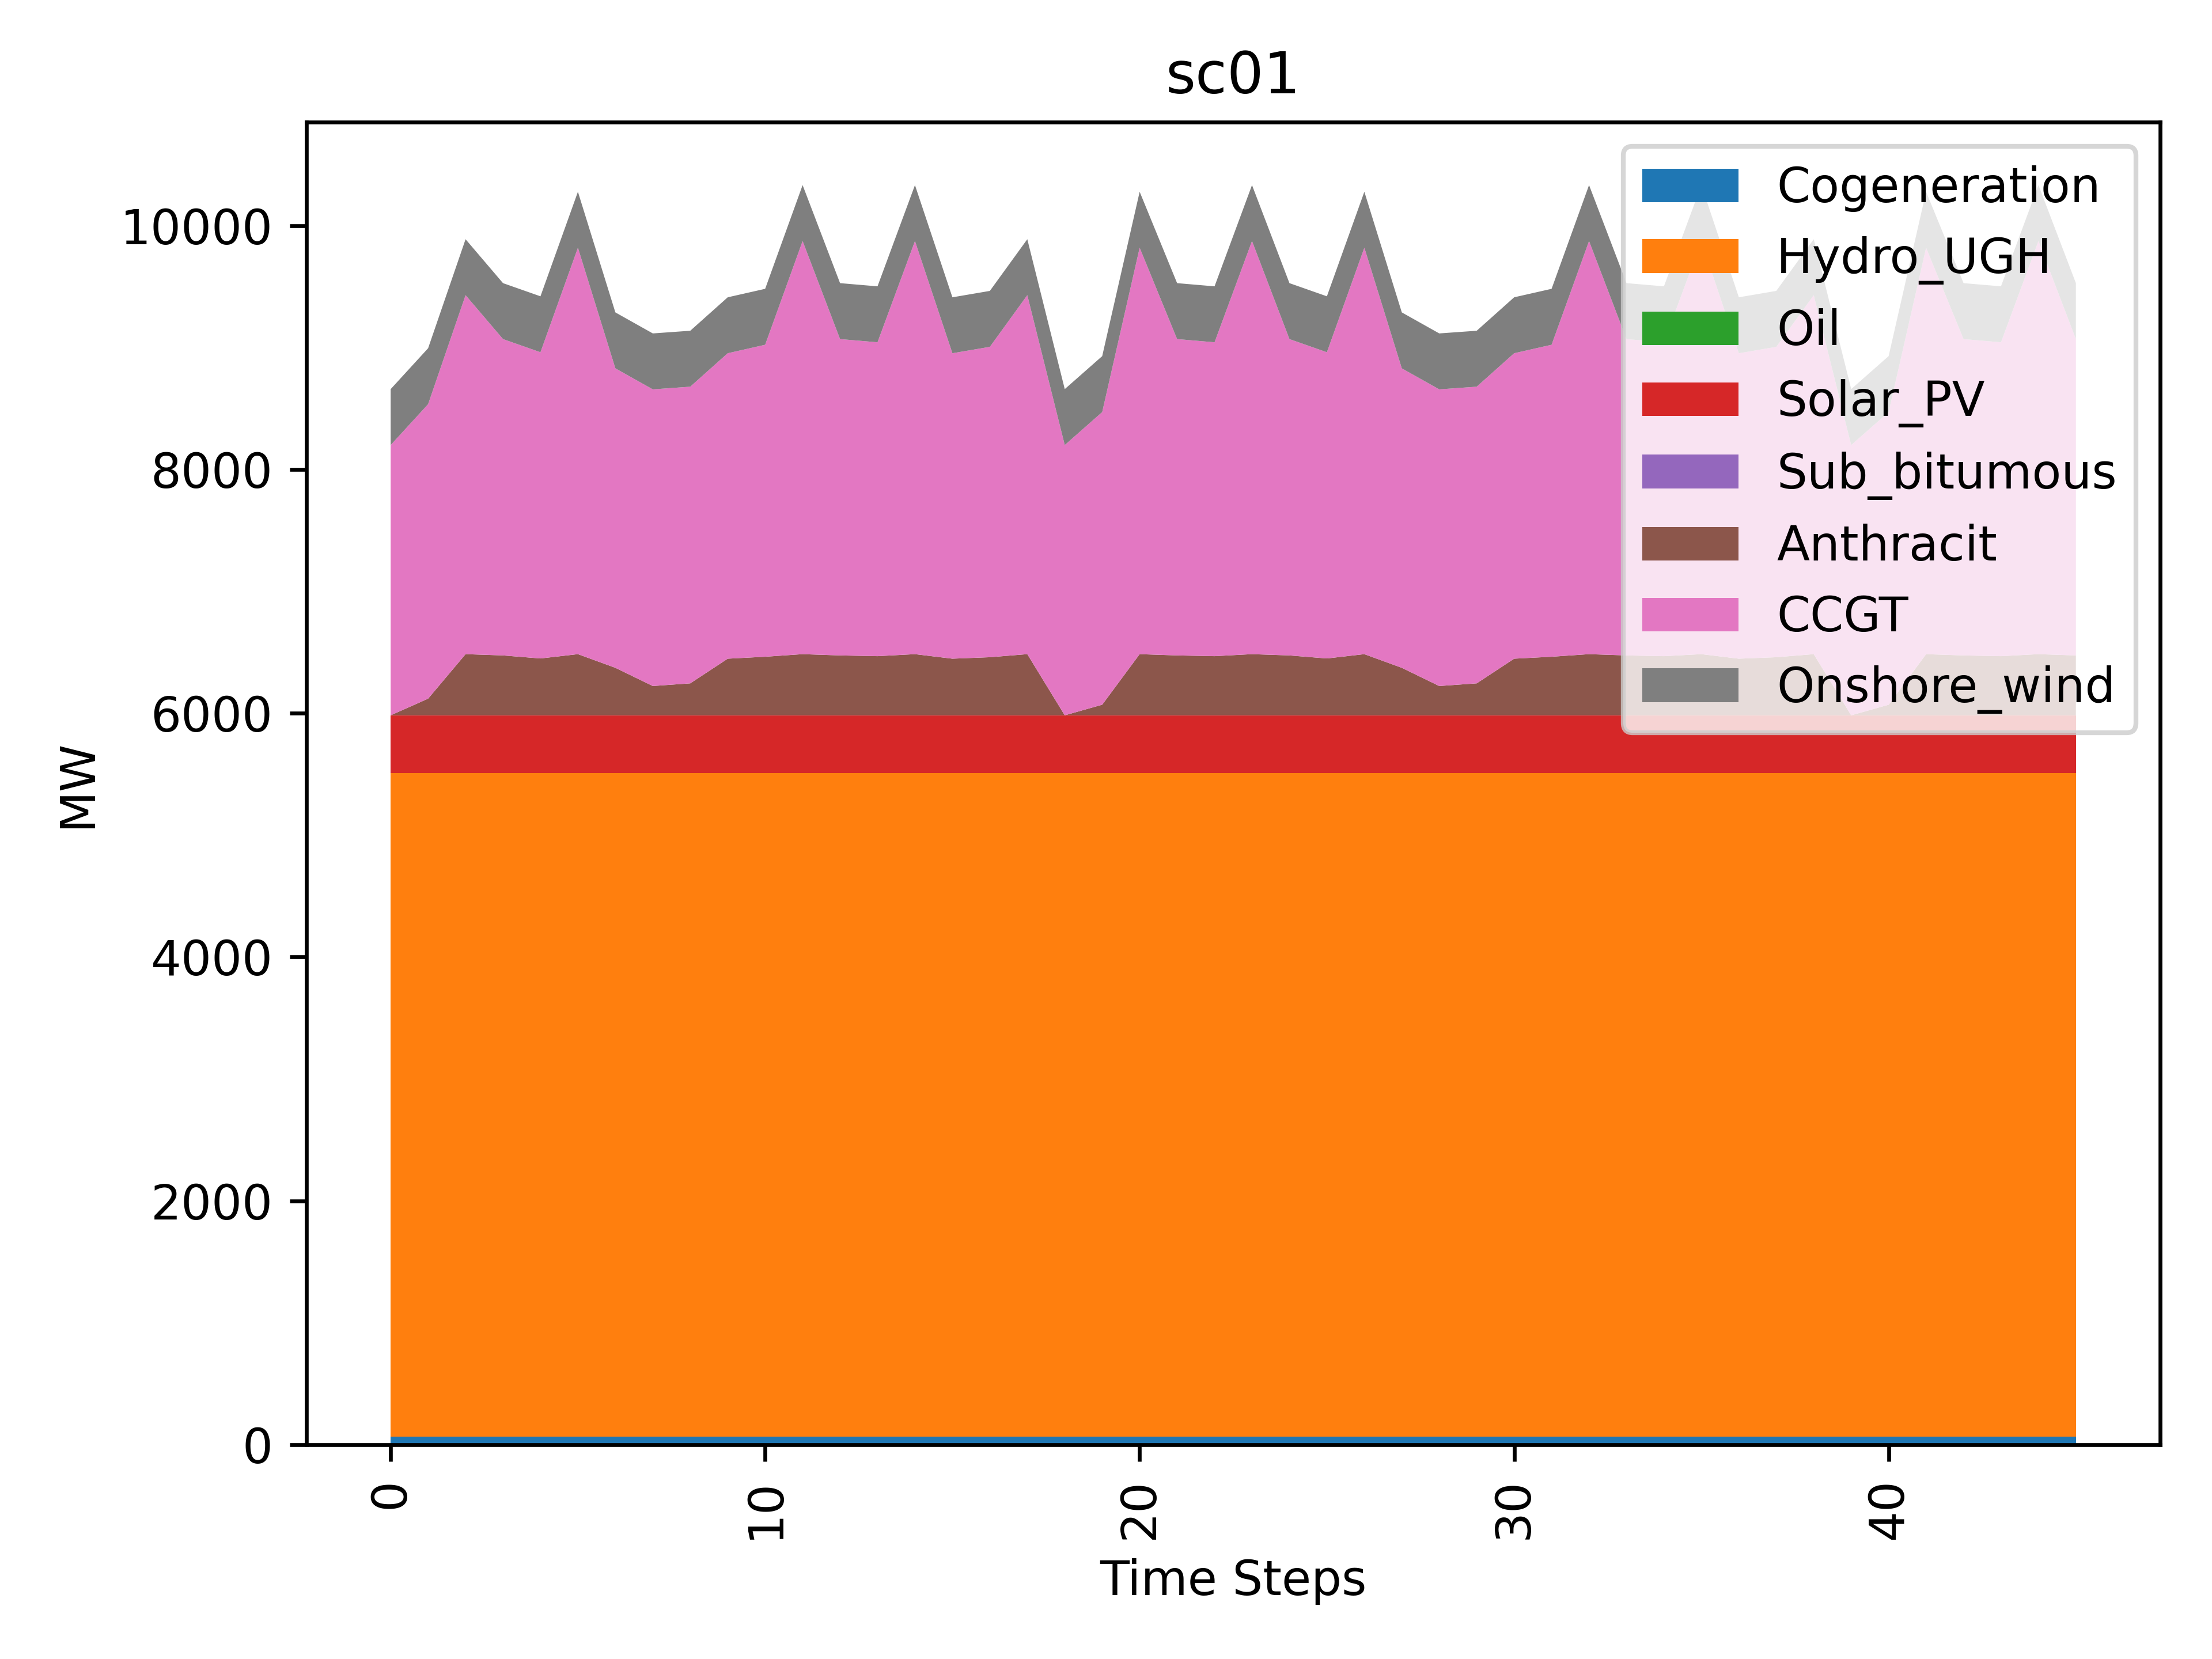 sc01
10000
8000
6000
4000
2000
0
MW
0
10
20
30
40
Time Steps
Cogeneration
Hydro_UGH
Oil
Solar_PV
Sub_bitumous
Anthracit
CCGT
Onshore_wind